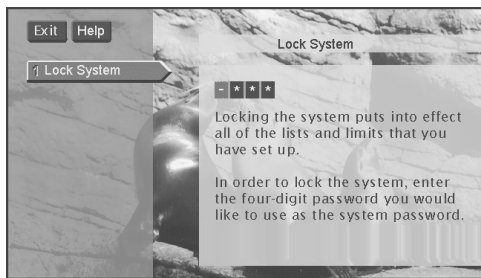 Exit Help
Lock System
1 Lock System
- * * *
Locking the system puts into effect
all of the lists and limits that you
have set up.
In order to lock the system, enter
the four-digit password you would
like to use as the system password.